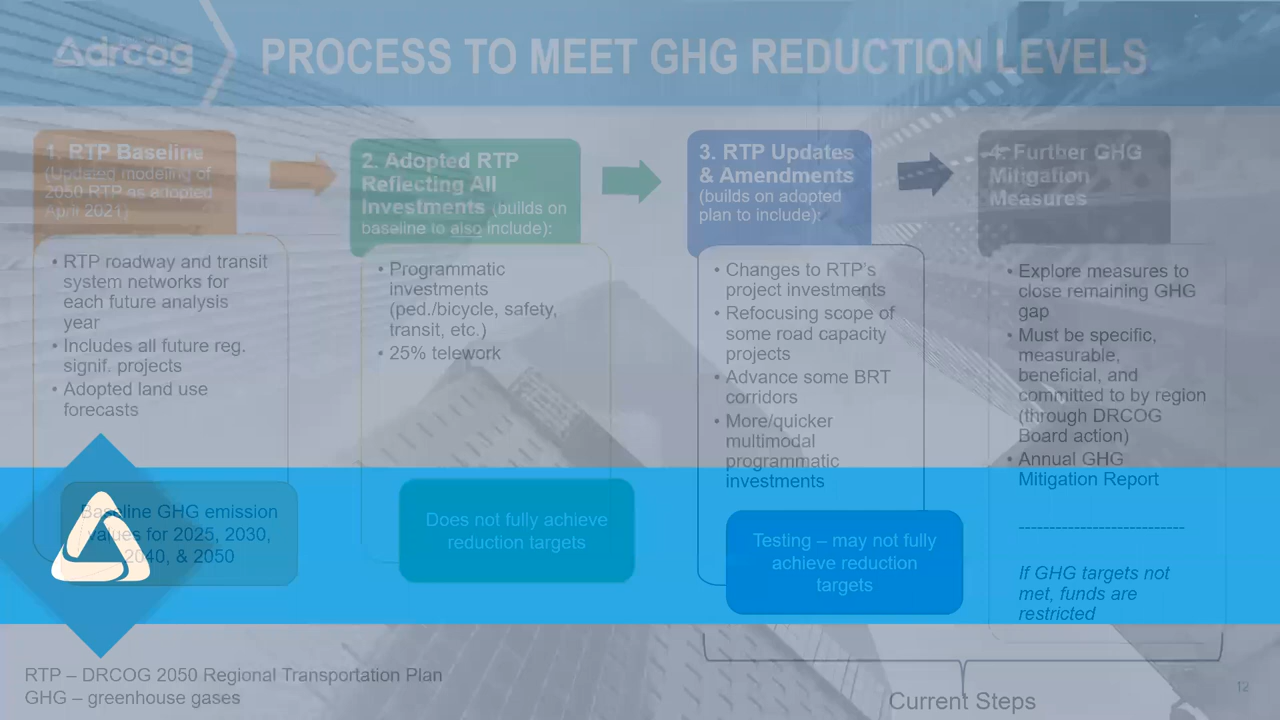 drcog
PROCESS TO MEET GHG REDUCTION LEVELS
1. RTP Baseline
(Updated modeling of
2050 RTP as adopted
April 2021)
• RTP roadway and transit
system networks for
each future analysis
year
• Includes all future reg.
signif. projects
• Adopted land use
forecasts
Baseline GHG emission
values for 2025, 2030,
2040, & 2050
2. Adopted RTP
Reflecting All
Investments (builds on
baseline to also include):
• Programmatic
investments
(ped./bicycle, safety,
transit, etc.)
• 25% telework
Does not fully achieve
reduction targets
3. RTP Updates
& Amendments
(builds on adopted
plan to include):
• Changes to RTP's
project investments
• Refocusing scope of
some road capacity
projects
• Advance some BRT
corridors
• More/quicker
multimodal
programmatic
investments
Testing – may not fully
achieve reduction
targets
4. Further GHG
Mitigation
Measures
• Explore measures to
close remaining GHG
gap
• Must be specific,
measurable,
beneficial, and
committed to by region
(through DRCOG
Board action)
• Annual GHG
Mitigation Report
---------------------------
If GHG targets not
met, funds are
restricted
RTP – DRCOG 2050 Regional Transportation Plan
GHG – greenhouse gases
Current Steps
12